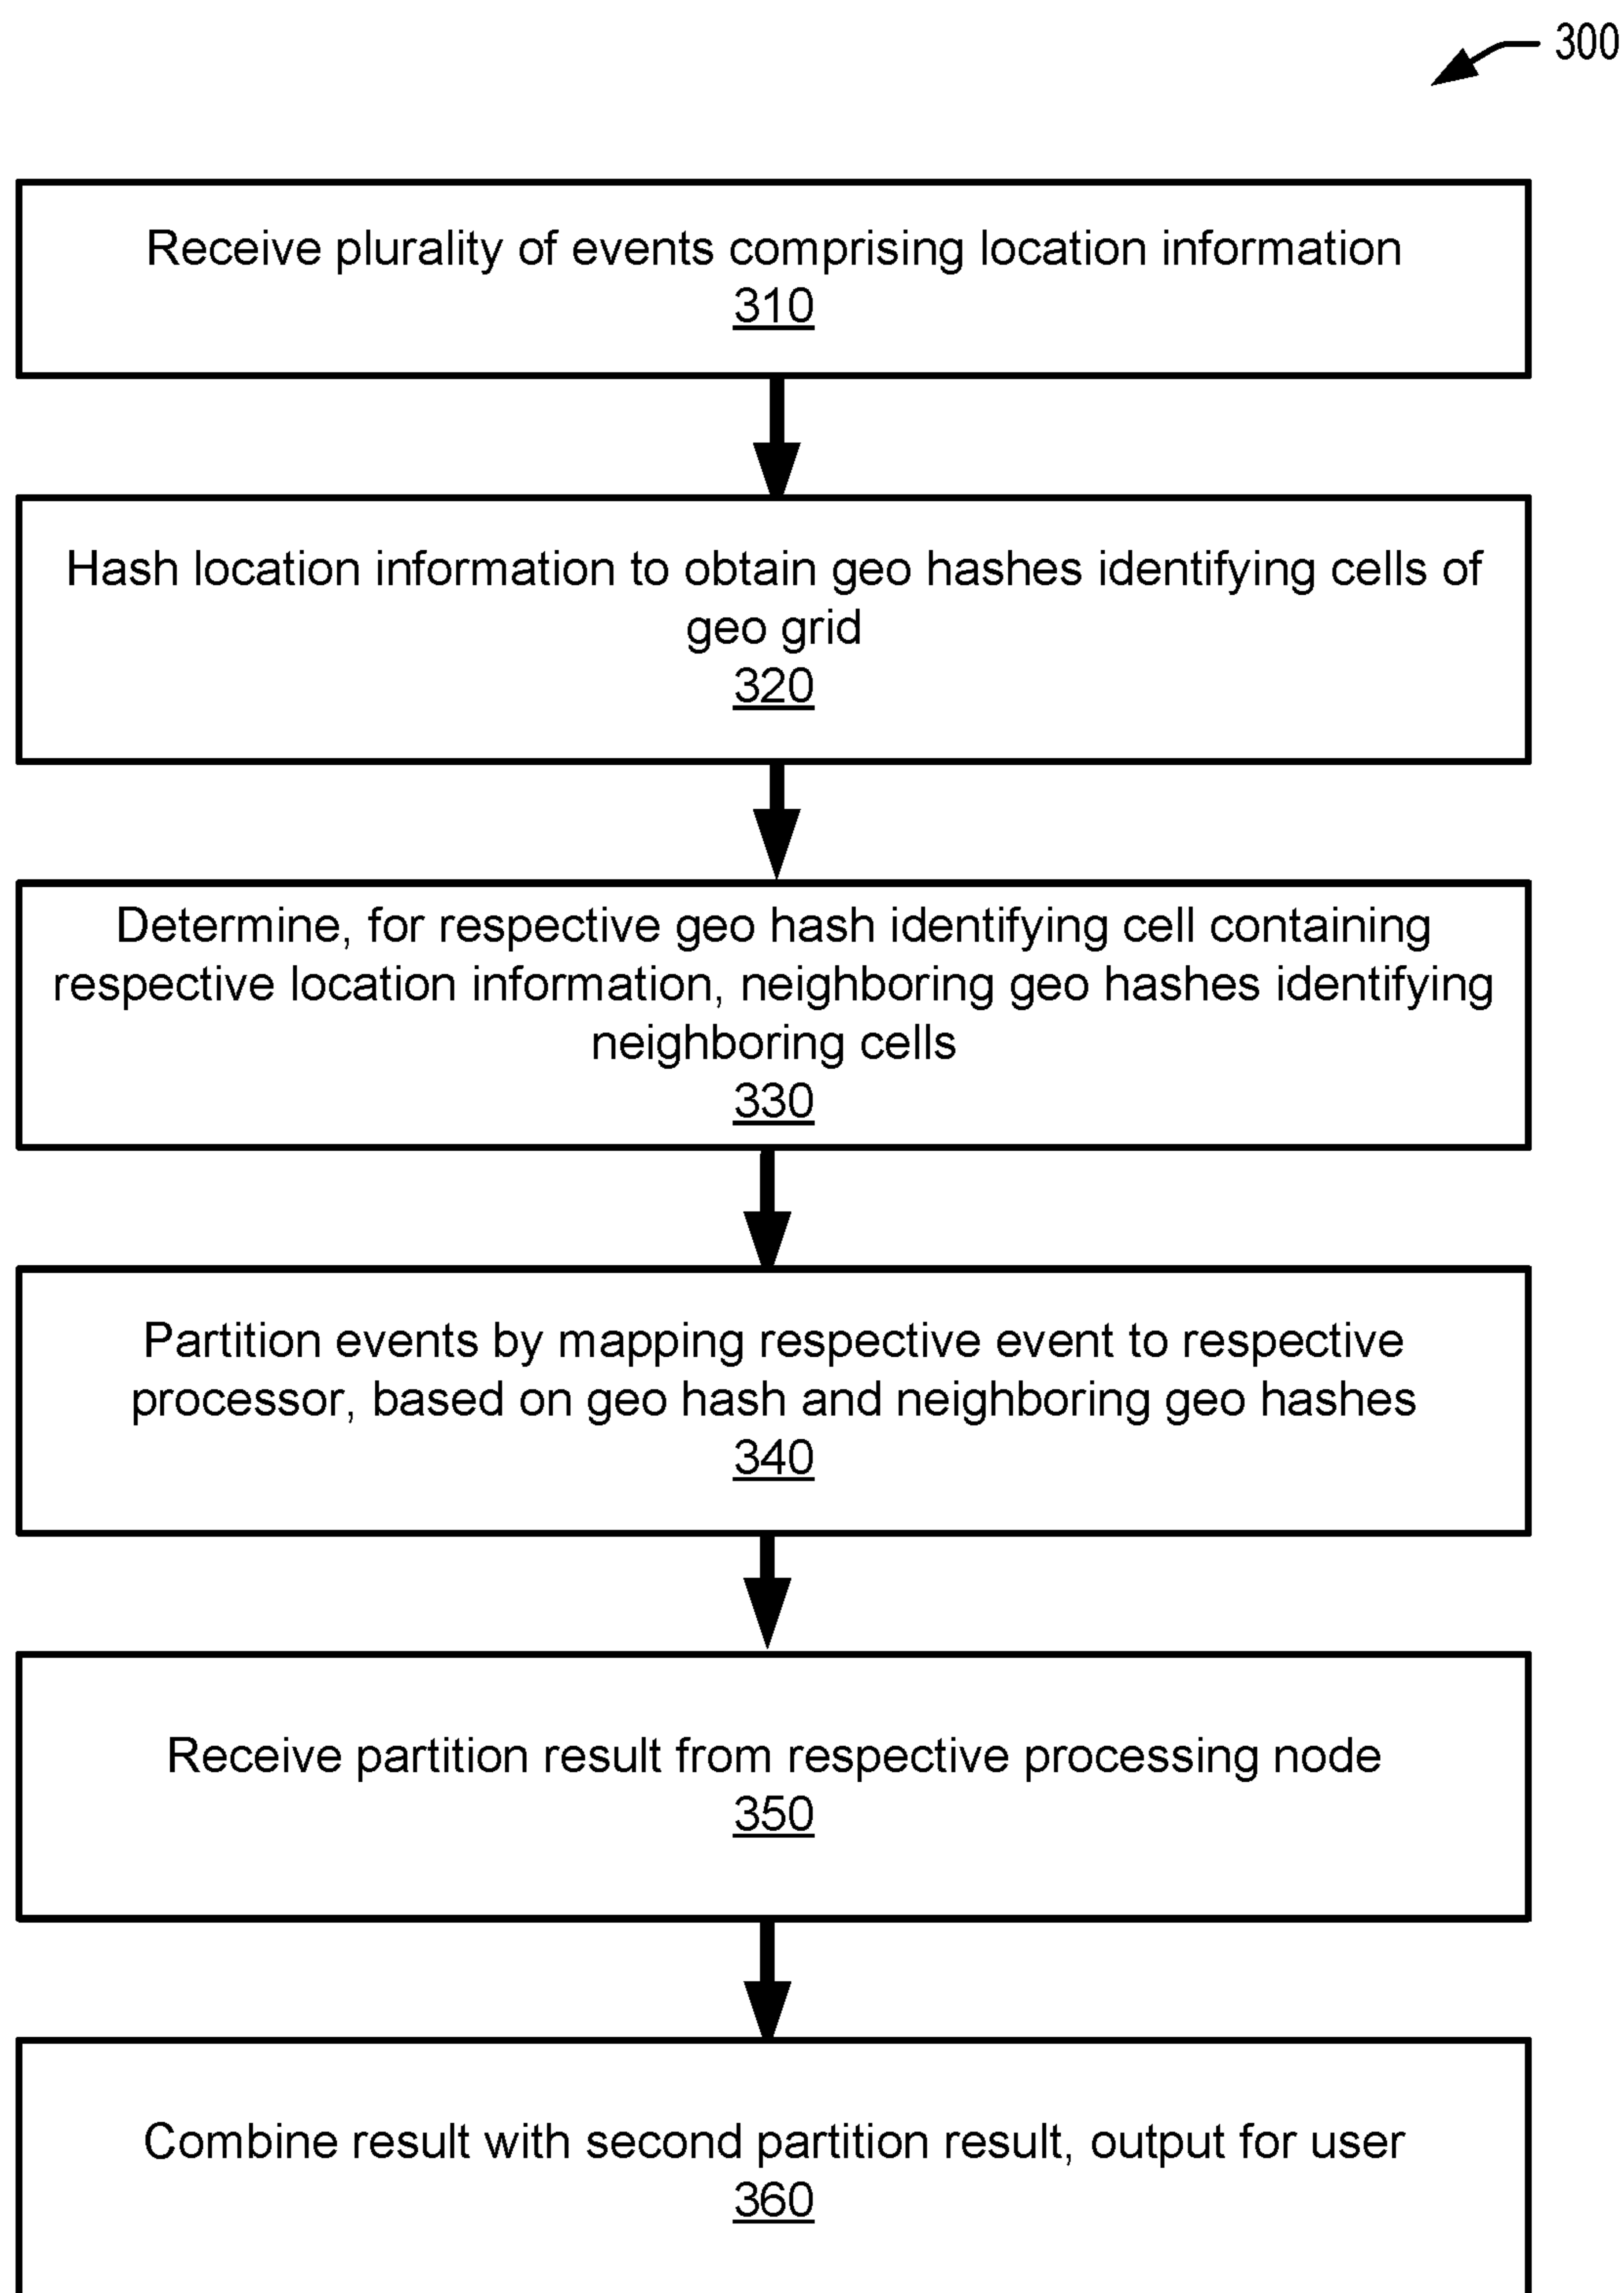 300
Receive plurality of events comprising location information
310
Hash location information to obtain geo hashes identifying cells of
geo grid
320
Determine, for respective geo hash identifying cell containing
respective location information, neighboring geo hashes identifying
neighboring cells
330
Partition events by mapping respective event to respective
processor, based on geo hash and neighboring geo hashes
340
Receive partition result from respective processing node
350
Combine result with second partition result, output for user
360